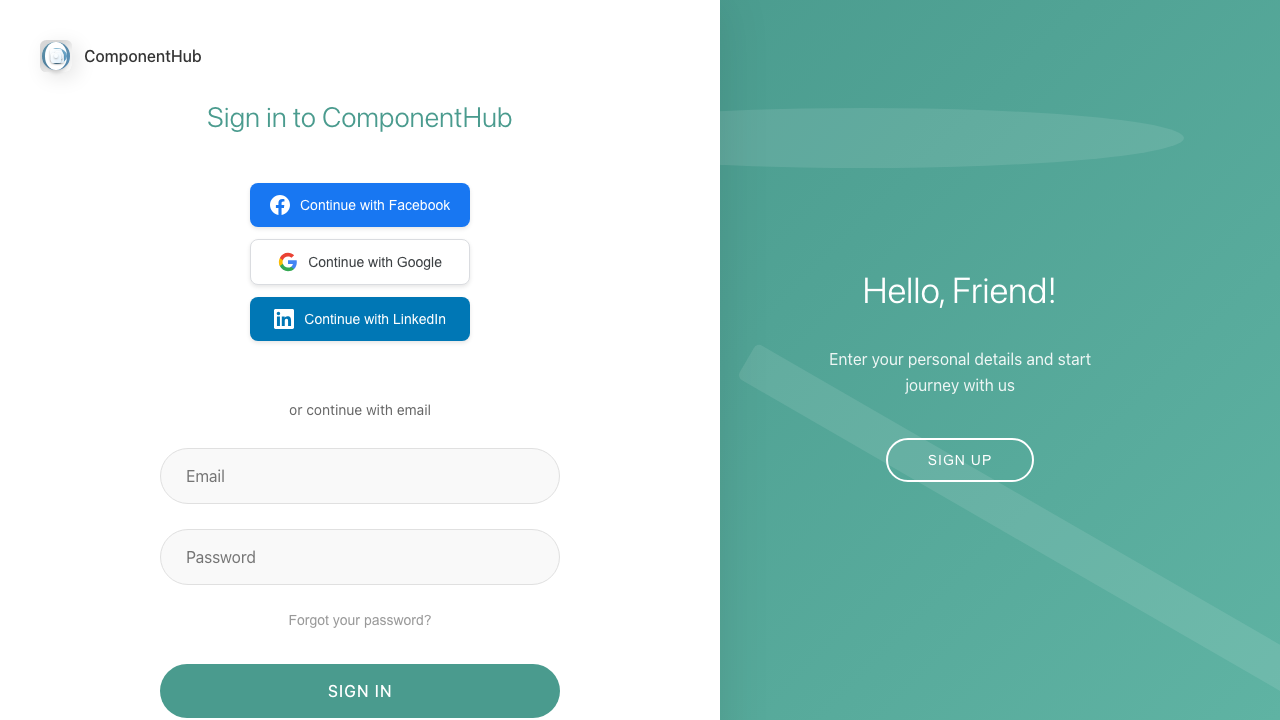 ComponentHub
Sign in to ComponentHub
Continue with Facebook
Continue with Google
Continue with LinkedIn
or continue with email
Email
Password
Forgot your password?
SIGN IN
Hello, Friend!
Enter your personal details and start
journey with us
SIGN UP